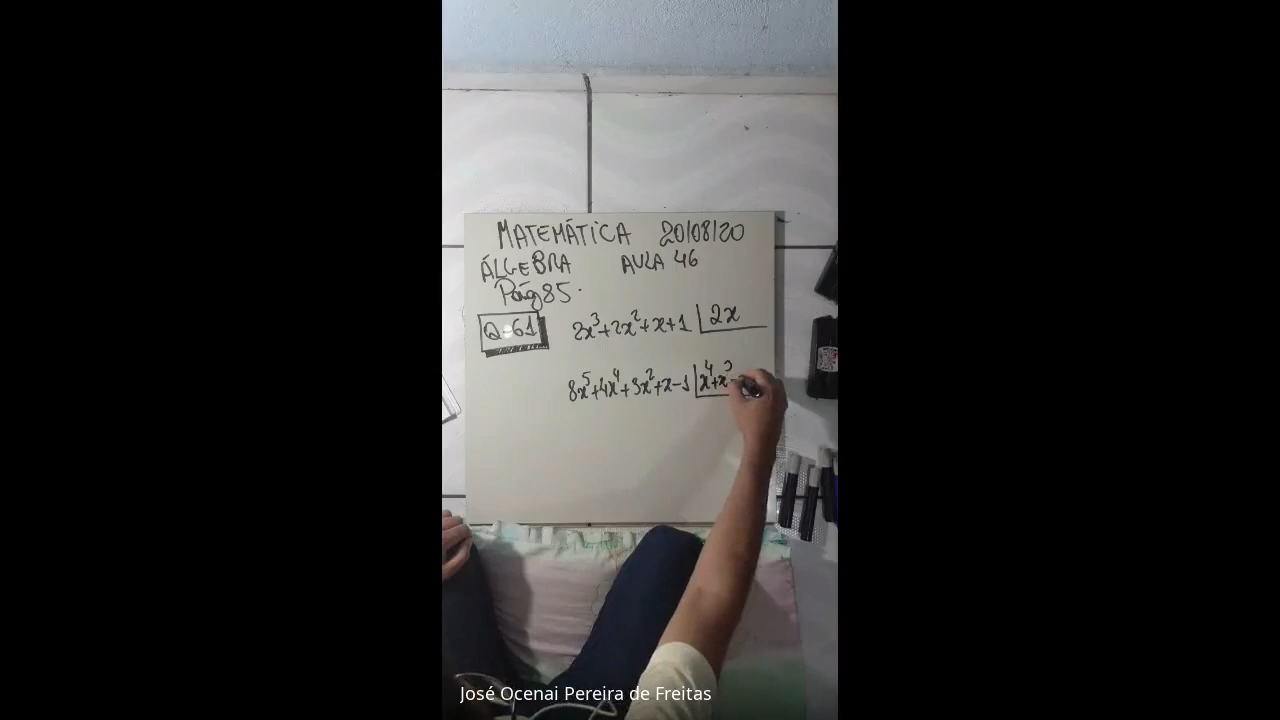 MATEMÁTICA 20/08/20
ÁLGEBRA AULA 46
Pág 85.
Q-61 2x³+2x²+x+1 2x
8x⁵+4x⁴+3x²+x-1 x⁴+x³-
José Ocenai Pereira de Freitas